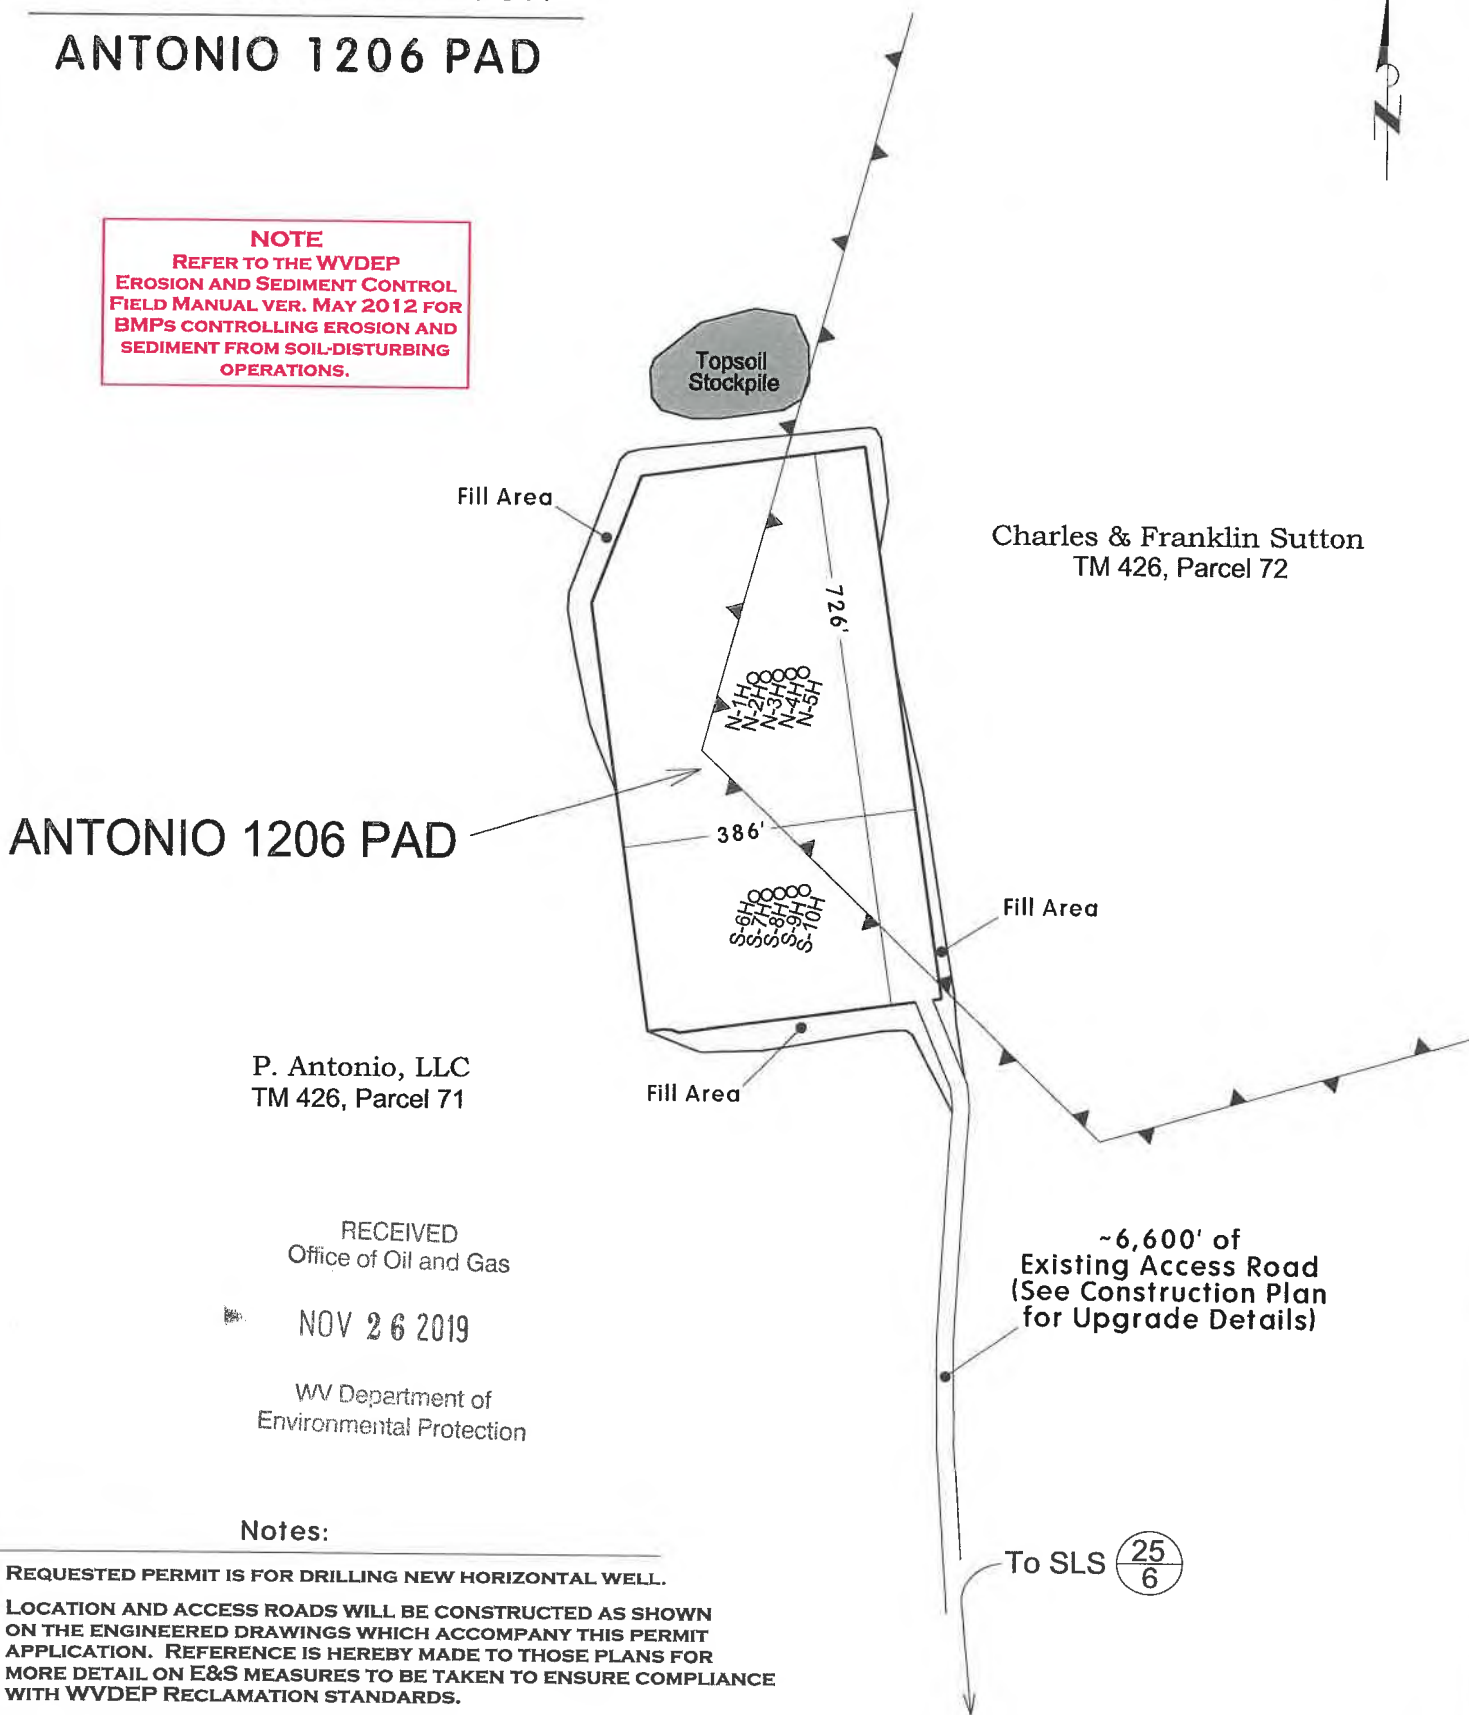 ANTONIO 1206 PAD
N
NOTE
REFER TO THE WVDEP
EROSION AND SEDIMENT CONTROL
FIELD MANUAL VER. MAY 2012 FOR
BMPS CONTROLLING EROSION AND
SEDIMENT FROM SOIL-DISTURBING
OPERATIONS.
Topsoil
Stockpile
Fill Area
Charles & Franklin Sutton
TM 426, Parcel 72
726'
N-1H
N-2H
N-3H
N-4H
N-5H
ANTONIO 1206 PAD
386'
S-6H
S-7H
S-8H
S-9H
S-10H
Fill Area
P. Antonio, LLC
TM 426, Parcel 71
Fill Area
RECEIVED
Office of Oil and Gas
NOV 26 2019
WV Department of
Environmental Protection
~6,600' of
Existing Access Road
(See Construction Plan
for Upgrade Details)
Notes:
To SLS 25
6
REQUESTED PERMIT IS FOR DRILLING NEW HORIZONTAL WELL.
LOCATION AND ACCESS ROADS WILL BE CONSTRUCTED AS SHOWN
ON THE ENGINEERED DRAWINGS WHICH ACCOMPANY THIS PERMIT
APPLICATION. REFERENCE IS HEREBY MADE TO THOSE PLANS FOR
MORE DETAIL ON E&S MEASURES TO BE TAKEN TO ENSURE COMPLIANCE
WITH WVDEP RECLAMATION STANDARDS.